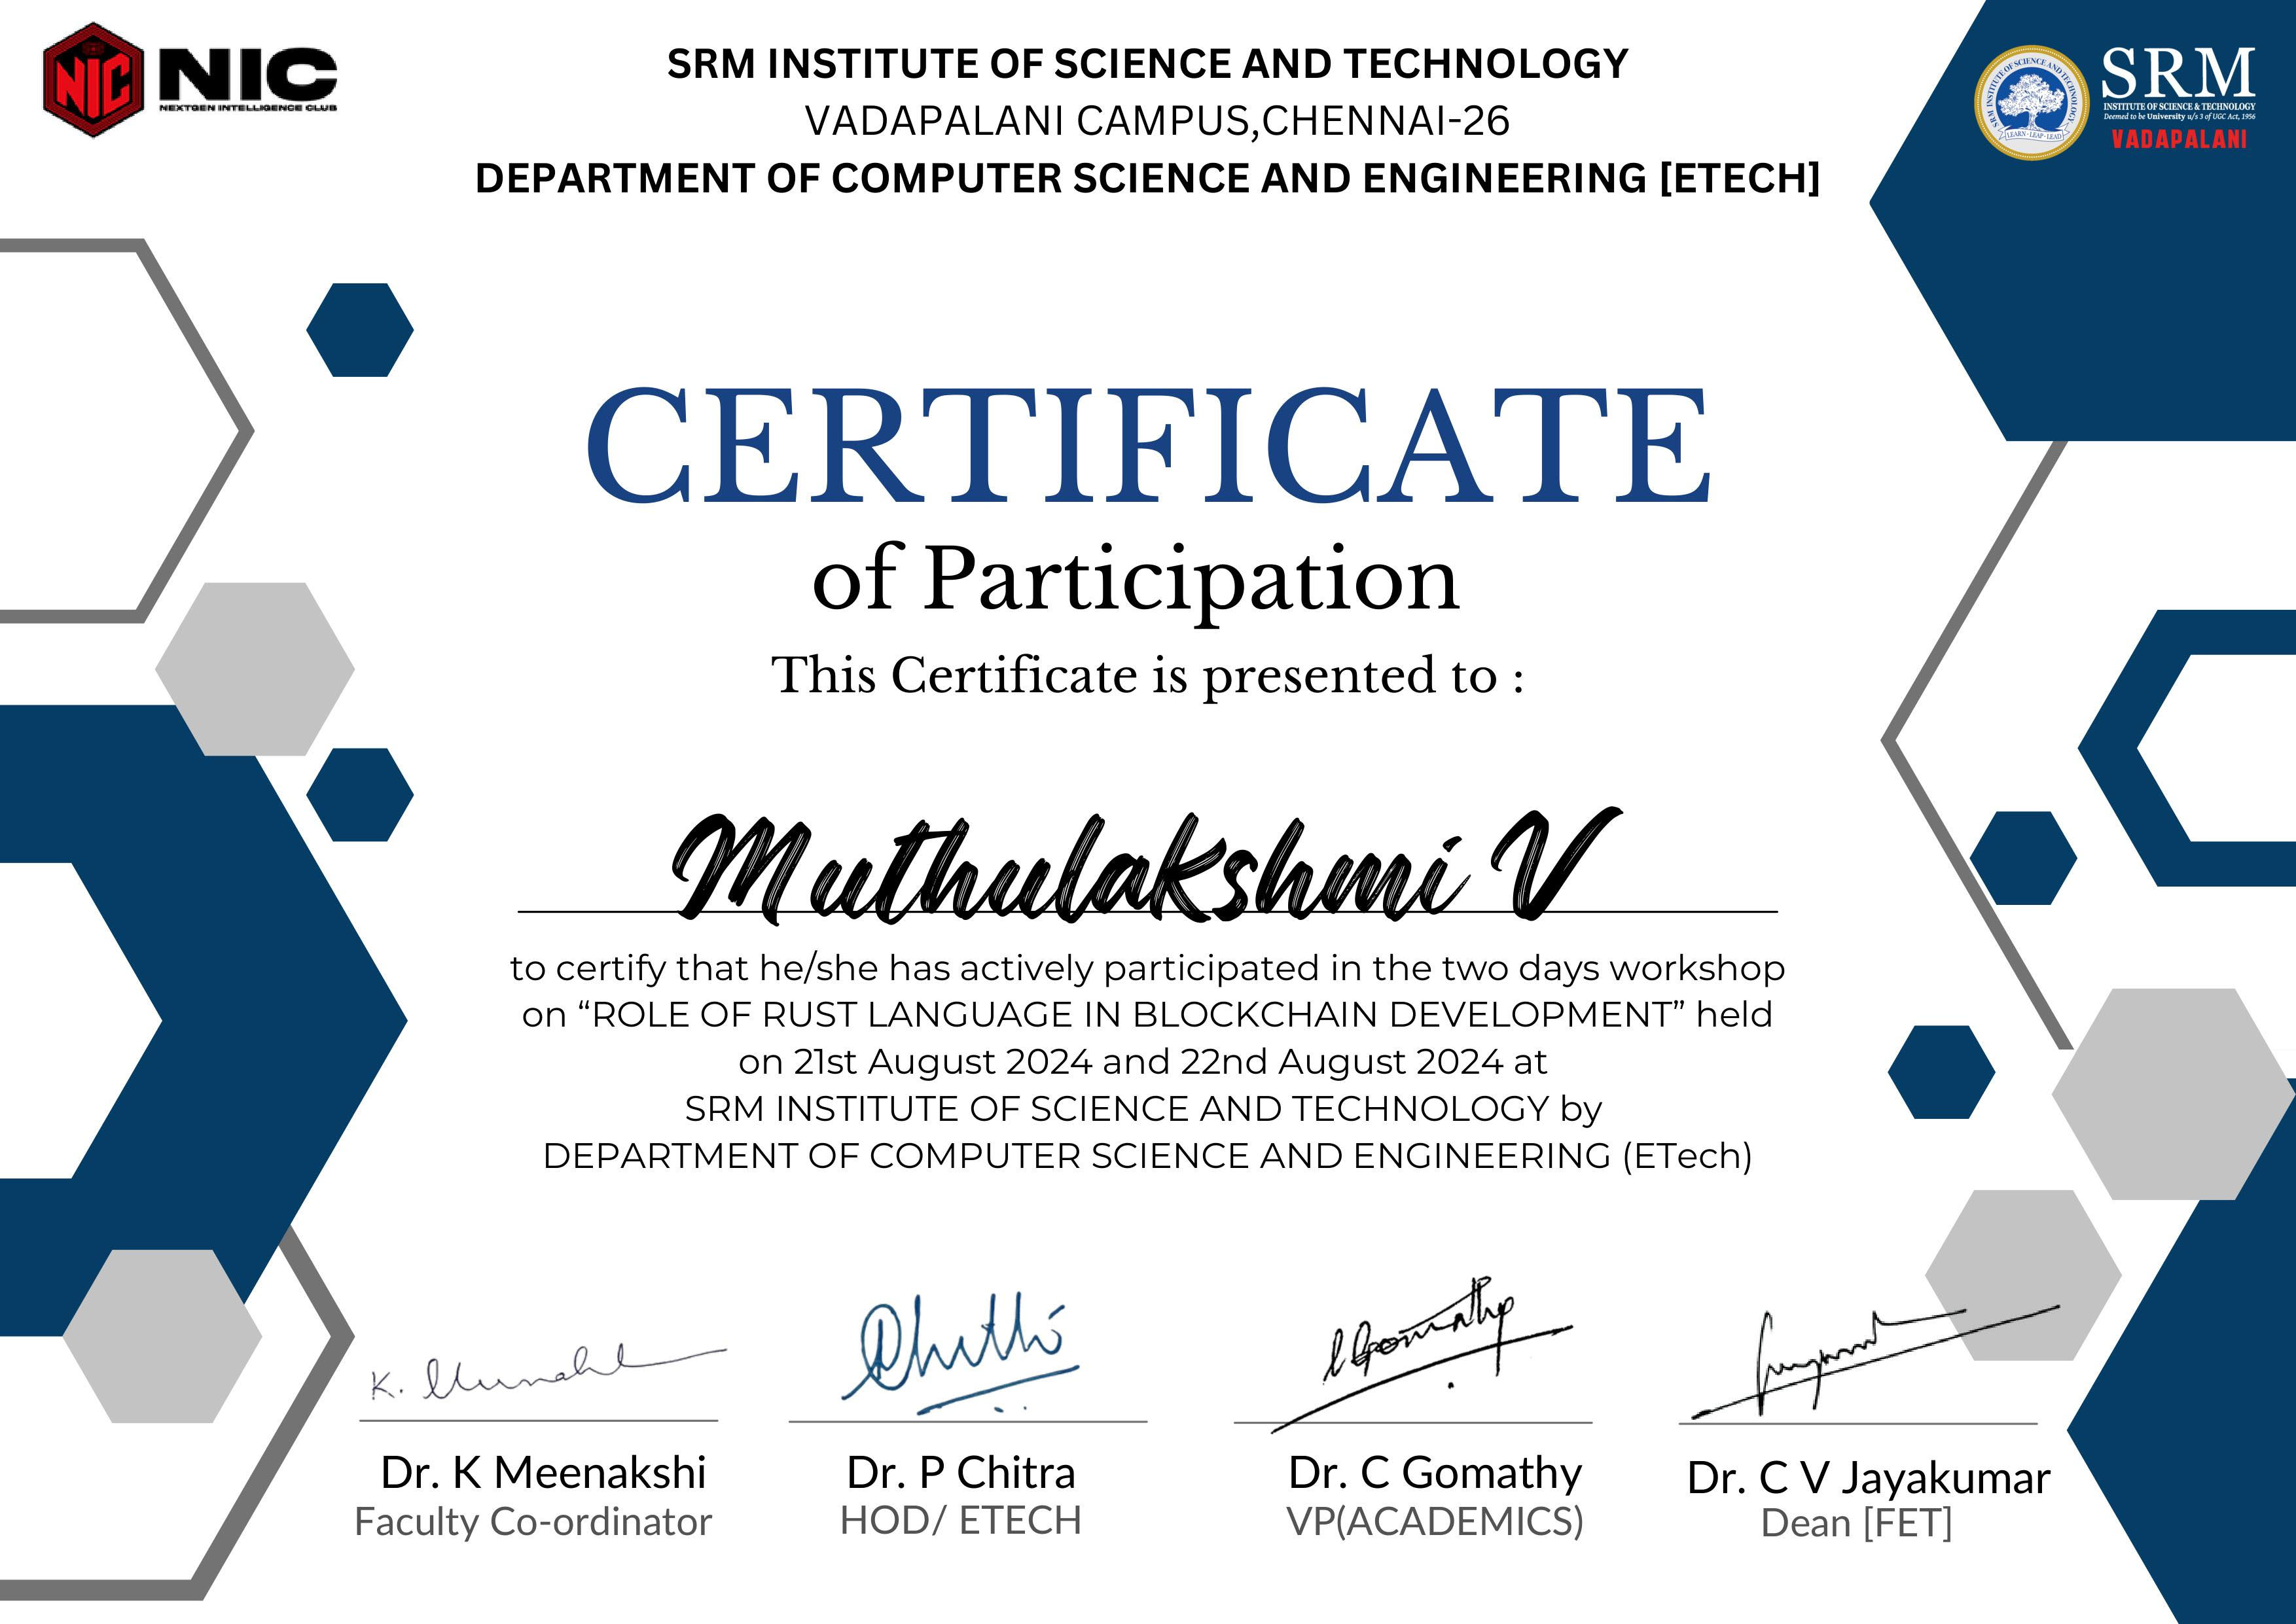 NIC
NIC
NEXTGEN INTELLIGENCE CLUB
SRM INSTITUTE OF SCIENCE AND TECHNOLOGY
VADAPALANI CAMPUS,CHENNAI-26
DEPARTMENT OF COMPUTER SCIENCE AND ENGINEERING [ETECH]
SRM INSTITUTE OF SCIENCE AND TECHNOLOGY
LEARN · LEAP · LEAD
SRM
INSTITUTE OF SCIENCE & TECHNOLOGY
Deemed to be University u/s 3 of UGC Act, 1956
VADAPALANI
CERTIFICATE
of Participation
This Certificate is presented to :
Muthulakshmi V
to certify that he/she has actively participated in the two days workshop
on “ROLE OF RUST LANGUAGE IN BLOCKCHAIN DEVELOPMENT” held
on 21st August 2024 and 22nd August 2024 at
SRM INSTITUTE OF SCIENCE AND TECHNOLOGY by
DEPARTMENT OF COMPUTER SCIENCE AND ENGINEERING (ETech)
Dr. K Meenakshi
Faculty Co-ordinator
Dr. P Chitra
HOD/ ETECH
Dr. C Gomathy
VP(ACADEMICS)
Dr. C V Jayakumar
Dean [FET]